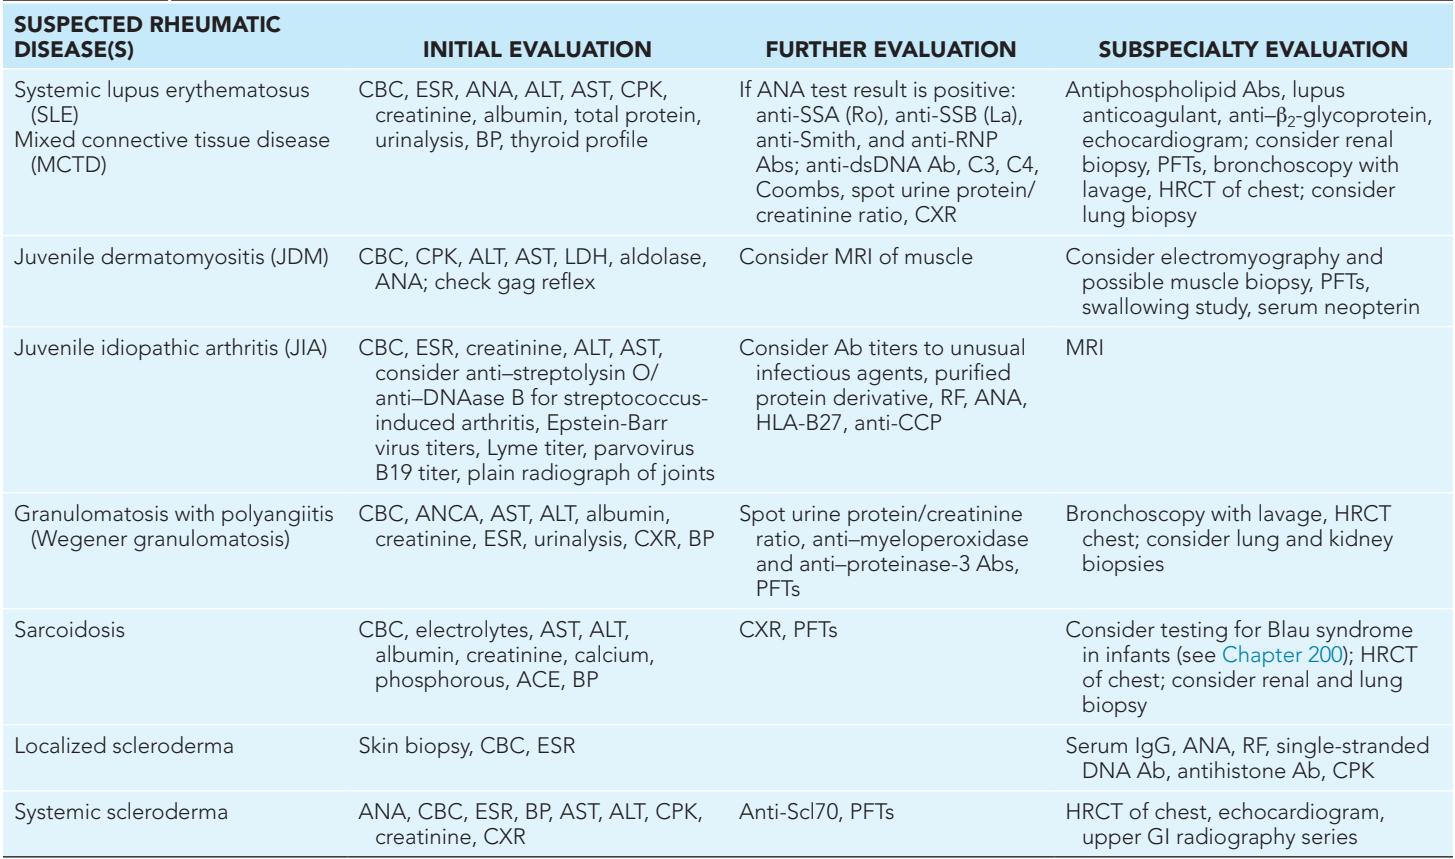 SUSPECTED RHEUMATIC
DISEASE(S)
INITIAL EVALUATION
FURTHER EVALUATION
SUBSPECIALTY EVALUATION
Systemic lupus erythematosus
(SLE)
Mixed connective tissue disease
(MCTD)
CBC, ESR, ANA, ALT, AST, CPK,
creatinine, albumin, total protein,
urinalysis, BP, thyroid profile
If ANA test result is positive:
anti-SSA (Ro), anti-SSB (La),
anti-Smith, and anti-RNP
Abs; anti-dsDNA Ab, C3, C4,
Coombs, spot urine protein/
creatinine ratio, CXR
Antiphospholipid Abs, lupus
anticoagulant, anti–β2-glycoprotein,
echocardiogram; consider renal
biopsy, PFTs, bronchoscopy with
lavage, HRCT of chest; consider
lung biopsy
Juvenile dermatomyositis (JDM)
CBC, CPK, ALT, AST, LDH, aldolase,
ANA; check gag reflex
Consider MRI of muscle
Consider electromyography and
possible muscle biopsy, PFTs,
swallowing study, serum neopterin
Juvenile idiopathic arthritis (JIA)
CBC, ESR, creatinine, ALT, AST,
consider anti–streptolysin O/
anti–DNAase B for streptococcus-
induced arthritis, Epstein-Barr
virus titers, Lyme titer, parvovirus
B19 titer, plain radiograph of joints
Consider Ab titers to unusual
infectious agents, purified
protein derivative, RF, ANA,
HLA-B27, anti-CCP
MRI
Granulomatosis with polyangiitis
(Wegener granulomatosis)
CBC, ANCA, AST, ALT, albumin,
creatinine, ESR, urinalysis, CXR, BP
Spot urine protein/creatinine
ratio, anti–myeloperoxidase
and anti–proteinase-3 Abs,
PFTs
Bronchoscopy with lavage, HRCT
chest; consider lung and kidney
biopsies
Sarcoidosis
CBC, electrolytes, AST, ALT,
albumin, creatinine, calcium,
phosphorous, ACE, BP
CXR, PFTs
Consider testing for Blau syndrome
in infants (see Chapter 200); HRCT
of chest; consider renal and lung
biopsy
Localized scleroderma
Skin biopsy, CBC, ESR
Serum IgG, ANA, RF, single-stranded
DNA Ab, antihistone Ab, CPK
Systemic scleroderma
ANA, CBC, ESR, BP, AST, ALT, CPK,
creatinine, CXR
Anti-Scl70, PFTs
HRCT of chest, echocardiogram,
upper GI radiography series